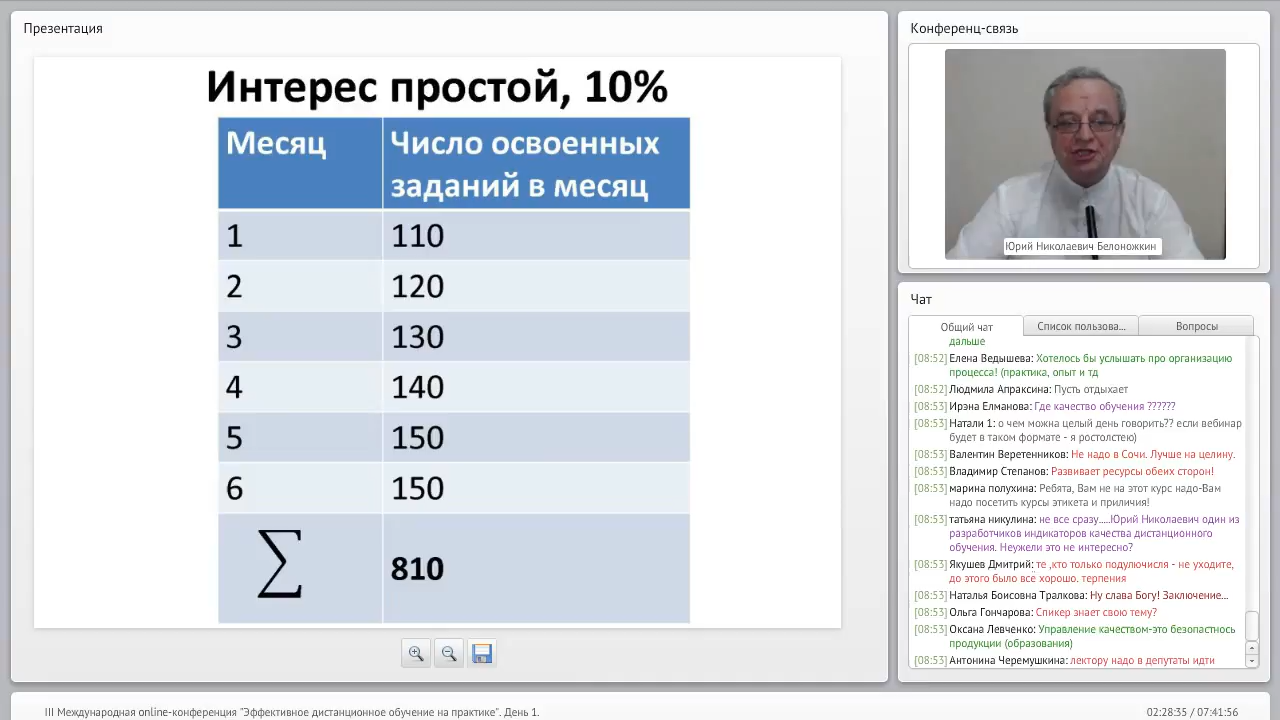 Презентация
Интерес простой, 10%
Месяц
Число освоенных
заданий в месяц
1
110
2
120
3
130
4
140
5
150
6
150
∑
810
Конференц-связь
Юрий Николаевич Белоножкин
Чат
Общий чат
Список пользова...
Вопросы
дальше
[08:52] Елена Ведышева: Хотелось бы услышать про организацию
процесса! (практика, опыт и тд
[08:52] Людмила Апраксина: Пусть отдыхает
[08:53] Ирэна Елманова: Где качество обучения ??????
[08:53] Натали 1: о чем можна целый день говорить?? если вебинар
будет в таком формате - я ростолстею)
[08:53] Валентин Веретенников: Не надо в Сочи. Лучше на целину.
[08:53] Владимир Степанов: Развивает ресурсы обеих сторон!
[08:53] марина полухина: Ребята, Вам не на этот курс надо-Вам
надо посетить курсы этикета и приличия!
[08:53] татьяна никулина: не все сразу.....Юрий Николаевич один из
разработчиков индикаторов качества дистанционного
обучения. Неужели это не интересно?
[08:53] Якушев Дмитрий: те ,кто только подулючисля - не уходите,
до этого было всё хорошо. терпения
[08:53] Наталья Боисовна Тралкова: Ну слава Богу! Заключение...
[08:53] Ольга Гончарова: Спикер знает свою тему?
[08:53] Оксана Левченко: Управление качеством-это безопастнось
продукции (образования)
[08:53] Антонина Черемушкина: лектору надо в депутаты идти
III Международная online-конференция "Эффективное дистанционное обучение на практике". День 1.
02:28:35 / 07:41:56